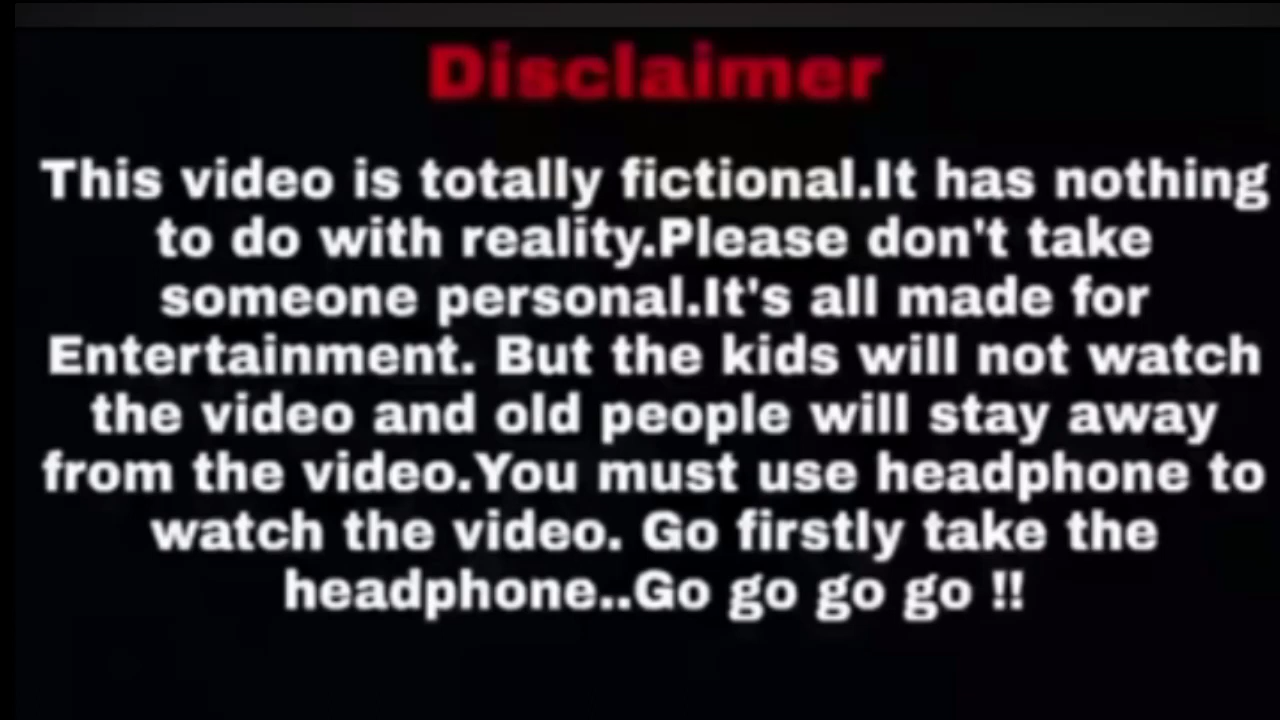 Disclaimer
This video is totally fictional.It has nothing
to do with reality.Please don't take
someone personal.It's all made for
Entertainment. But the kids will not watch
the video and old people will stay away
from the video.You must use headphone to
watch the video. Go firstly take the
headphone..Go go go go !!